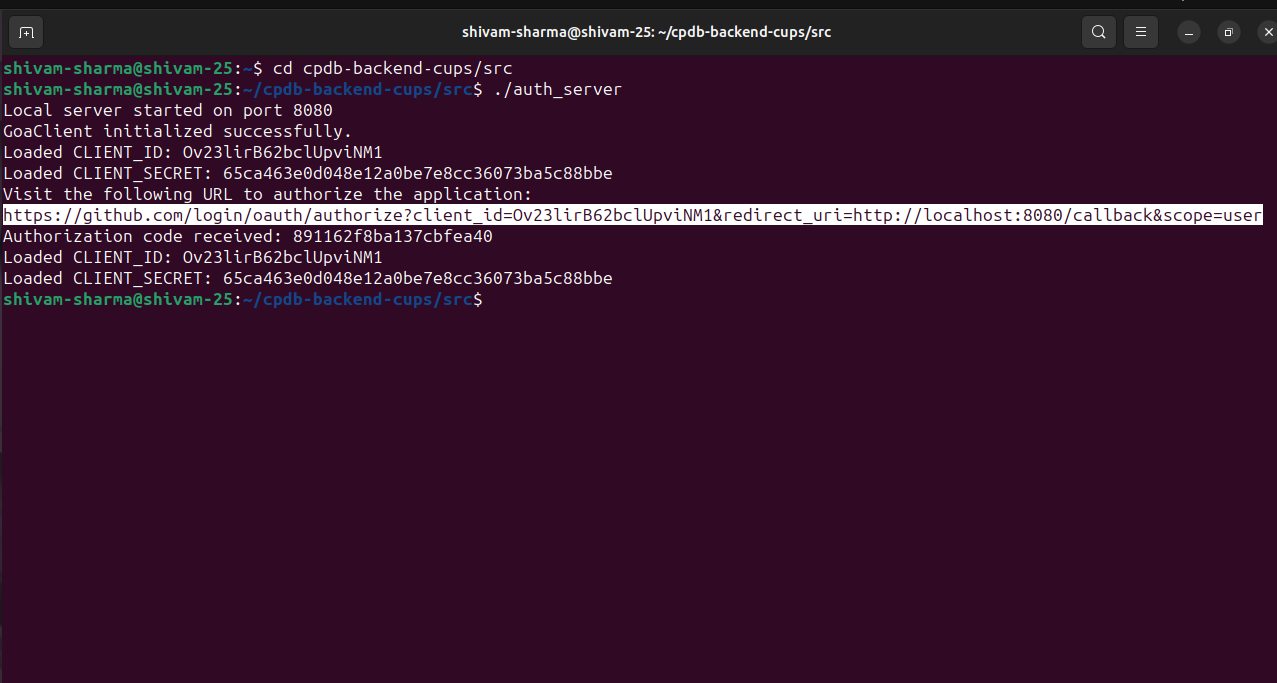 shivam-sharma@shivam-25: ~/cpdb-backend-cups/src
shivam-sharma@shivam-25:~$ cd cpdb-backend-cups/src
shivam-sharma@shivam-25:~/cpdb-backend-cups/src$ ./auth_server
Local server started on port 8080
GoaClient initialized successfully.
Loaded CLIENT_ID: Ov23lirB62bclUpviNM1
Loaded CLIENT_SECRET: 65ca463e0d048e12a0be7e8cc36073ba5c88bbe
Visit the following URL to authorize the application:
https://github.com/login/oauth/authorize?client_id=Ov23lirB62bclUpviNM1&redirect_uri=http://localhost:8080/callback&scope=user
Authorization code received: 891162f8ba137cbfea40
Loaded CLIENT_ID: Ov23lirB62bclUpviNM1
Loaded CLIENT_SECRET: 65ca463e0d048e12a0be7e8cc36073ba5c88bbe
shivam-sharma@shivam-25:~/cpdb-backend-cups/src$